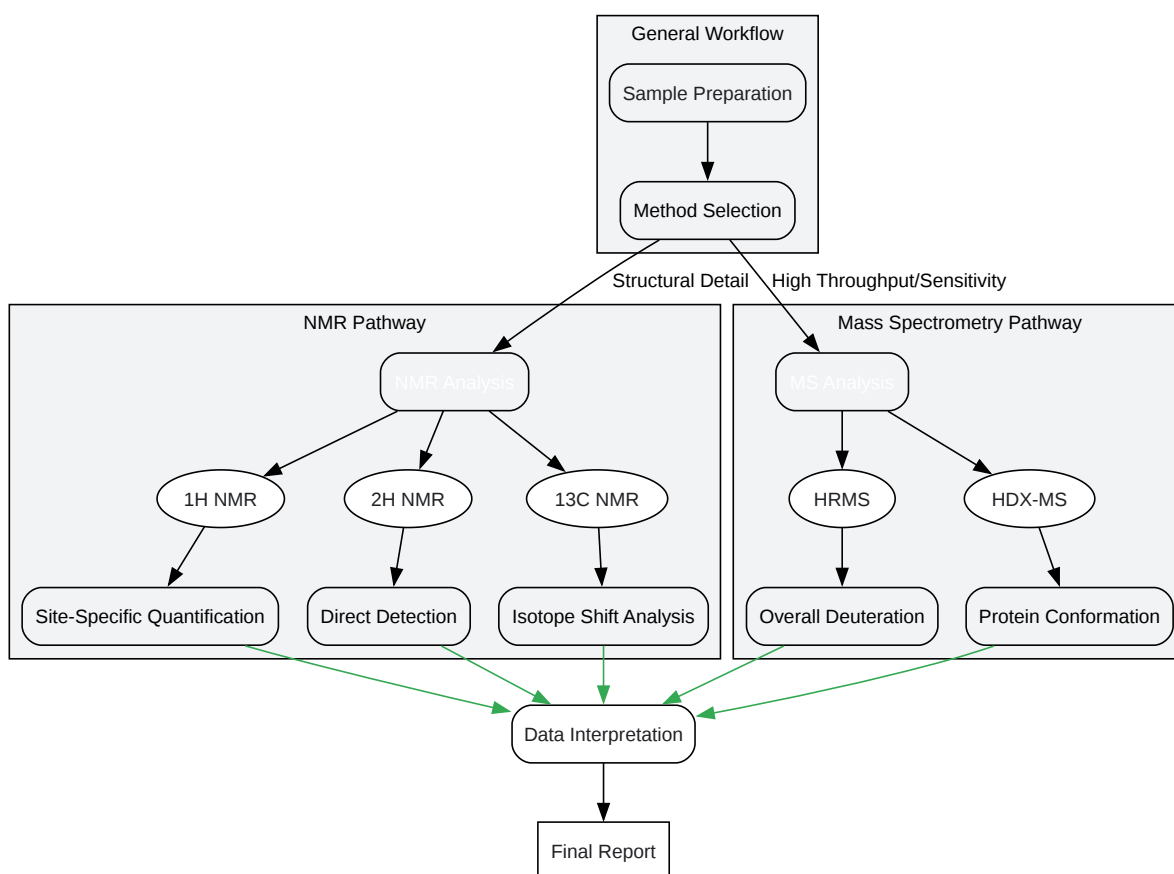 General Workflow
Sample Preparation
Method Selection
Structural Detail
High Throughput/Sensitivity
NMR Pathway
Mass Spectrometry Pathway
NMR Analysis
MS Analysis
1H NMR
2H NMR
13C NMR
HRMS
HDX-MS
Site-Specific Quantification
Direct Detection
Isotope Shift Analysis
Overall Deuteration
Protein Conformation
Data Interpretation
Final Report